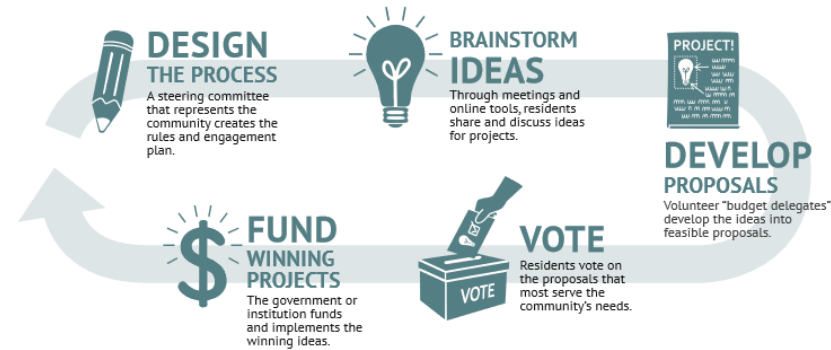 DESIGN
THE PROCESS
A steering committee
that represents the
community creates the
rules and engagement
plan.
BRAINSTORM
IDEAS
Through meetings and
online tools, residents
share and discuss ideas
for projects.
PROJECT!
DEVELOP
PROPOSALS
Volunteer “budget delegates”
develop the ideas into
feasible proposals.
VOTE
VOTE
Residents vote on
the proposals that
most serve the
community’s needs.
FUND
WINNING
PROJECTS
The government or
institution funds
and implements the
winning ideas.